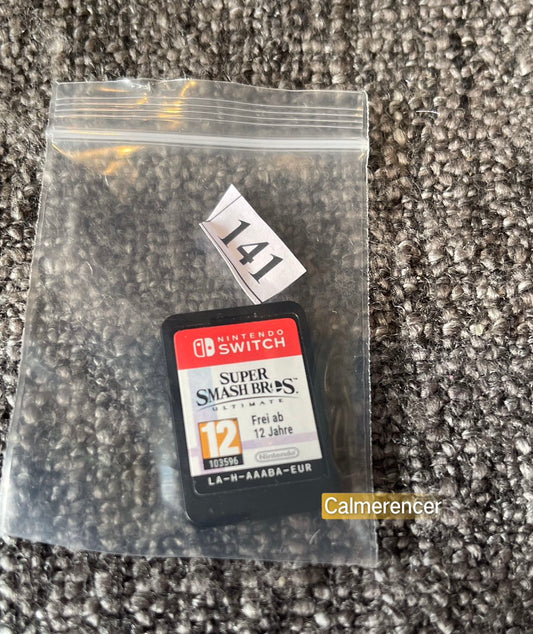 141
NINTENDO
SWITCH
SUPER
SMASH BROS.
ULTIMATE
Frei ab
12 Jahre
12
103596
Nintendo
LA-H-AAABA-EUR
Calmerencer